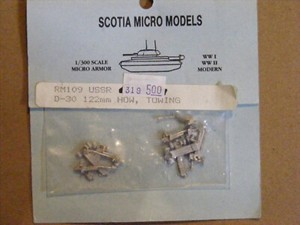 SCOTIA MICRO MODELS
1/300 SCALE
MICRO ARMOR
WW I
WW II
MODERN
RM109 USSR
318 500
D-30 122mm HOW, TOWING